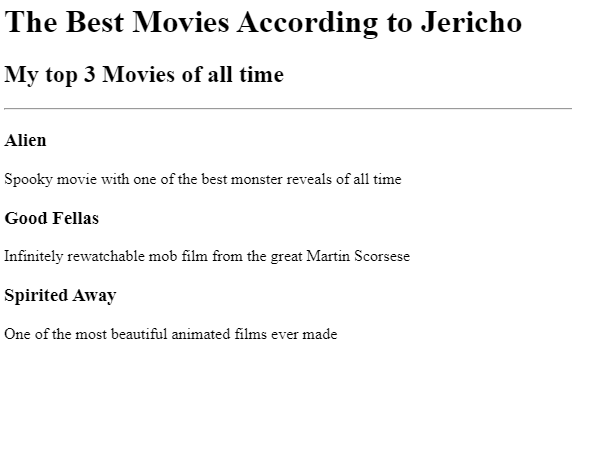 The Best Movies According to Jericho
My top 3 Movies of all time
Alien
Spooky movie with one of the best monster reveals of all time
Good Fellas
Infinitely rewatchable mob film from the great Martin Scorsese
Spirited Away
One of the most beautiful animated films ever made